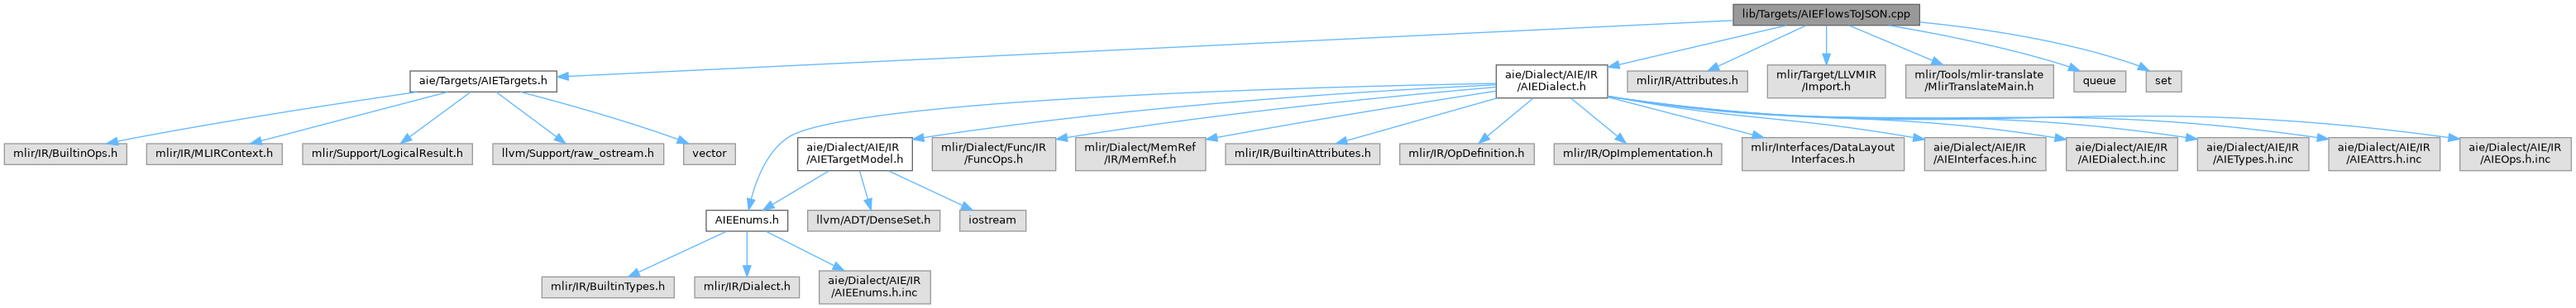 lib/Targets/AIEFlowsToJSON.cpp
aie/Targets/AIETargets.h
aie/Dialect/AIE/IR
/AIEDialect.h
mlir/IR/Attributes.h
mlir/Target/LLVMIR
/Import.h
mlir/Tools/mlir-translate
/MlirTranslateMain.h
queue
set
mlir/IR/BuiltinOps.h
mlir/IR/MLIRContext.h
mlir/Support/LogicalResult.h
llvm/Support/raw_ostream.h
vector
aie/Dialect/AIE/IR
/AIETargetModel.h
mlir/Dialect/Func/IR
/FuncOps.h
mlir/Dialect/MemRef
/IR/MemRef.h
mlir/IR/BuiltinAttributes.h
mlir/IR/OpDefinition.h
mlir/IR/OpImplementation.h
mlir/Interfaces/DataLayout
Interfaces.h
aie/Dialect/AIE/IR
/AIEInterfaces.h.inc
aie/Dialect/AIE/IR
/AIEDialect.h.inc
aie/Dialect/AIE/IR
/AIETypes.h.inc
aie/Dialect/AIE/IR
/AIEAttrs.h.inc
aie/Dialect/AIE/IR
/AIEOps.h.inc
AIEEnums.h
llvm/ADT/DenseSet.h
iostream
mlir/IR/BuiltinTypes.h
mlir/IR/Dialect.h
aie/Dialect/AIE/IR
/AIEEnums.h.inc